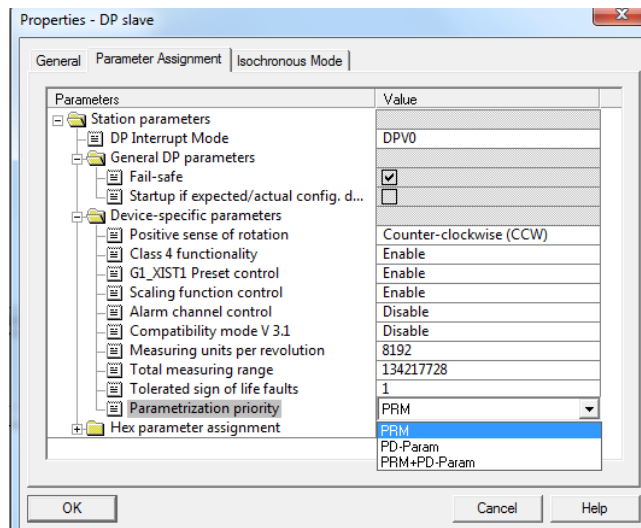 Properties - DP slave
General Parameter Assignment Isochronous Mode
Parameters Value
Station parameters
DP Interrupt Mode DPV0
General DP parameters
Fail-safe
Startup if expected/actual config. d...
Device-specific parameters
Positive sense of rotation Counter-clockwise (CCW)
Class 4 functionality Enable
G1_XIST1 Preset control Enable
Scaling function control Enable
Alarm channel control Disable
Compatibility mode V 3.1 Disable
Measuring units per revolution 8192
Total measuring range 134217728
Tolerated sign of life faults 1
Parametrization priority PRM
Hex parameter assignment PRM
PD-Param
PRM+PD-Param
OK Cancel Help